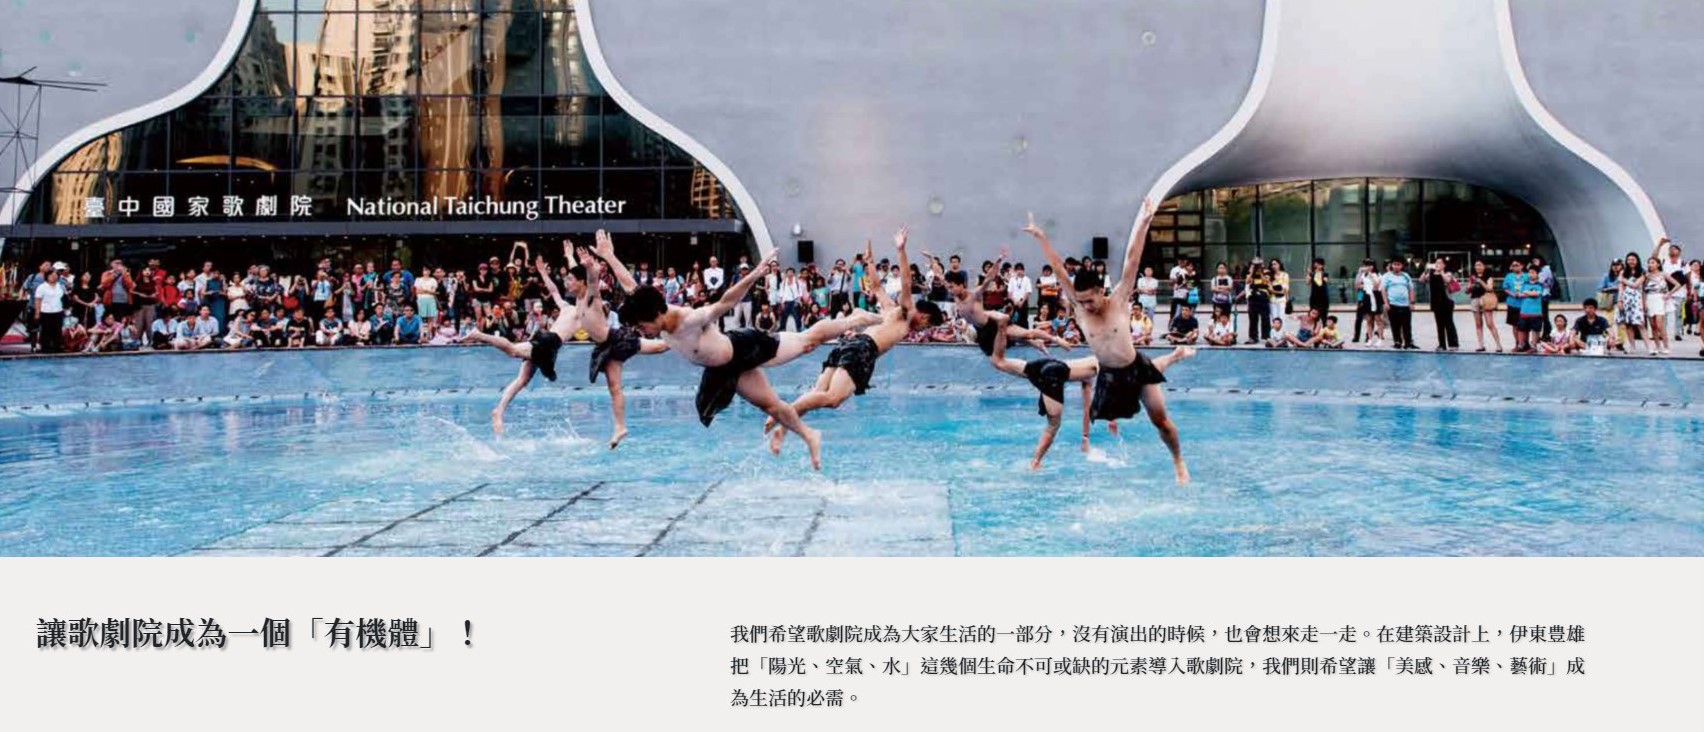 臺中國家歌劇院 National Taichung Theater
讓歌劇院成為一個「有機體」！
我們希望歌劇院成為大家生活的一部分，沒有演出的時候，也會想來走一走。在建築設計上，伊東豊雄
把「陽光、空氣、水」這幾個生命不可或缺的元素導入歌劇院，我們則希望讓「美感、音樂、藝術」成
為生活的必需。